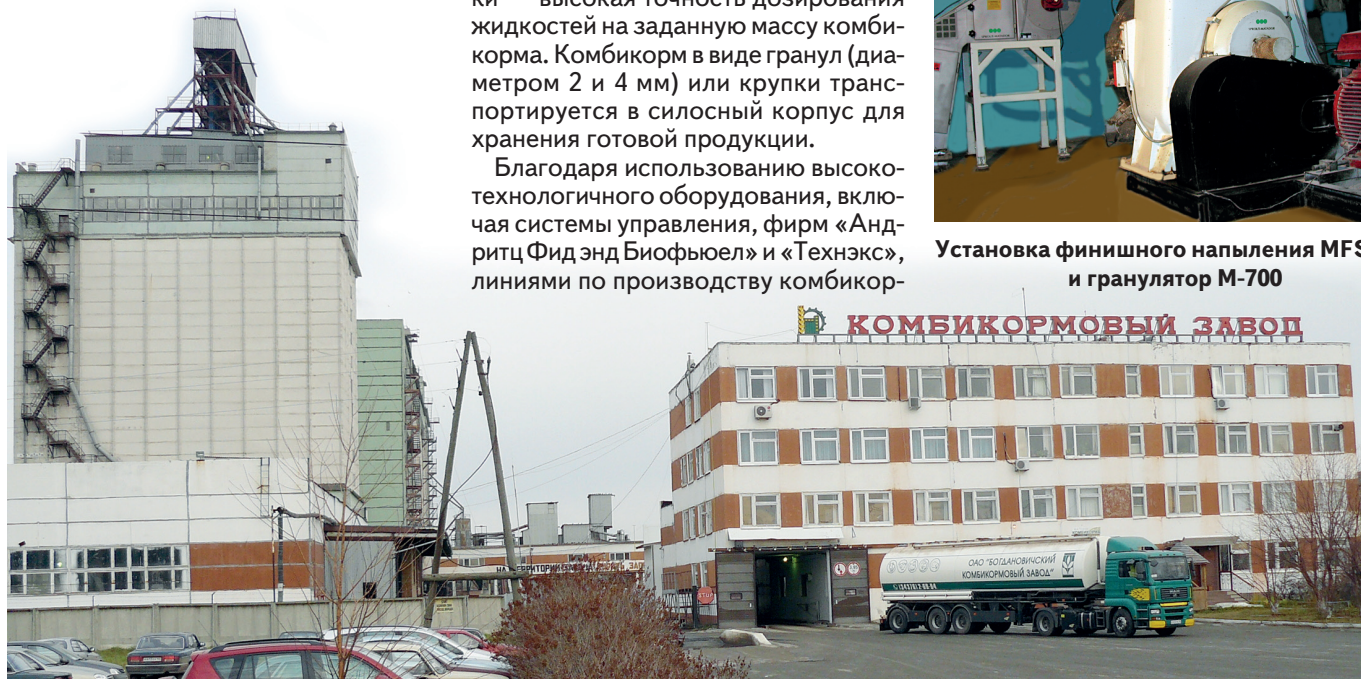 ки высокая точность дозирования
жидкостей на заданную массу комби-
корма. Комбикорм в виде гранул (диа-
метром 2 и 4 мм) или крупки транс-
портируется в силосный корпус для
хранения готовой продукции.
Благодаря использованию высоко-
технологичного оборудования, вклю-
чая системы управления, фирм «Анд-
ритц Фид энд Биофьюел» и «Технэкс»,
линиями по производству комбикор-
Установка финишного напыления MFS
и гранулятор М-700
КОМБИКОРМОВЫЙ ЗАВОД
ОАО "БОГДАНОВИЧСКИЙ
КОМБИКОРМОВЫЙ ЗАВОД"